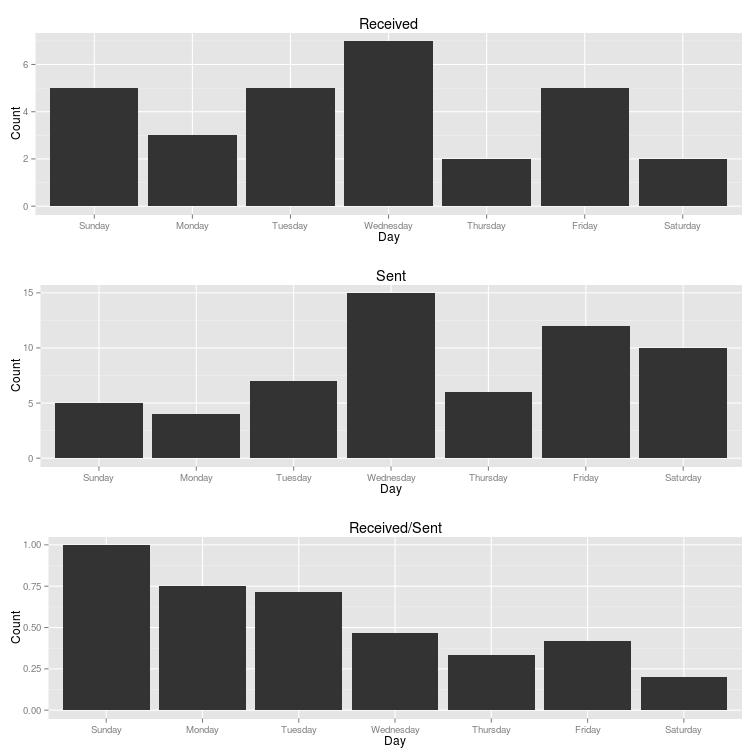 Received
Count
6
4
2
0
Sunday Monday Tuesday Wednesday Thursday Friday Saturday
Day
Sent
Count
15
10
5
0
Sunday Monday Tuesday Wednesday Thursday Friday Saturday
Day
Received/Sent
Count
1.00
0.75
0.50
0.25
0.00
Sunday Monday Tuesday Wednesday Thursday Friday Saturday
Day